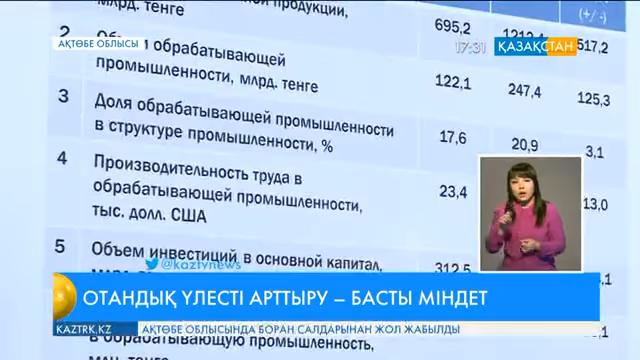 млрд. тенге
продукции,
695,2
(+/-)
АҚТӨБЕ ОБЛЫСЫ
17:31
ҚАЗАҚСТАН
2
обрабатывающей
промышленности, млрд. тенге
122,1
247,4
517,2
125,3
3
Доля обрабатывающей промышленности
в структуре промышленности, %
17,6
20,9
3,1
4
Производительность труда в
обрабатывающей промышленности,
тыс. долл. США
23,4
13,0
5
Объем инвестиций в основной капитал,
312,5
@kaztvnews
ОТАНДЫҚ ҮЛЕСТІ АРТТЫРУ – БАСТЫ МІНДЕТ
KAZTRK.KZ
АҚТӨБЕ ОБЛЫСЫНДА БОРАН САЛДАРЫНАН ЖОЛ ЖАБЫЛДЫ
в обрабатывающую промышленность,
млн. тенге